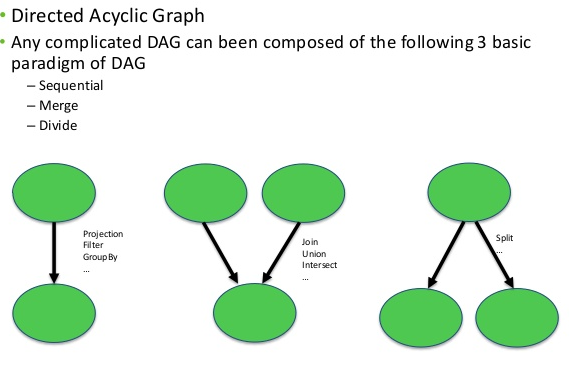 • Directed Acyclic Graph
• Any complicated DAG can been composed of the following 3 basic
paradigm of DAG
– Sequential
– Merge
– Divide
Projection
Filter
GroupBy
...
Join
Union
Intersect
...
Split
...